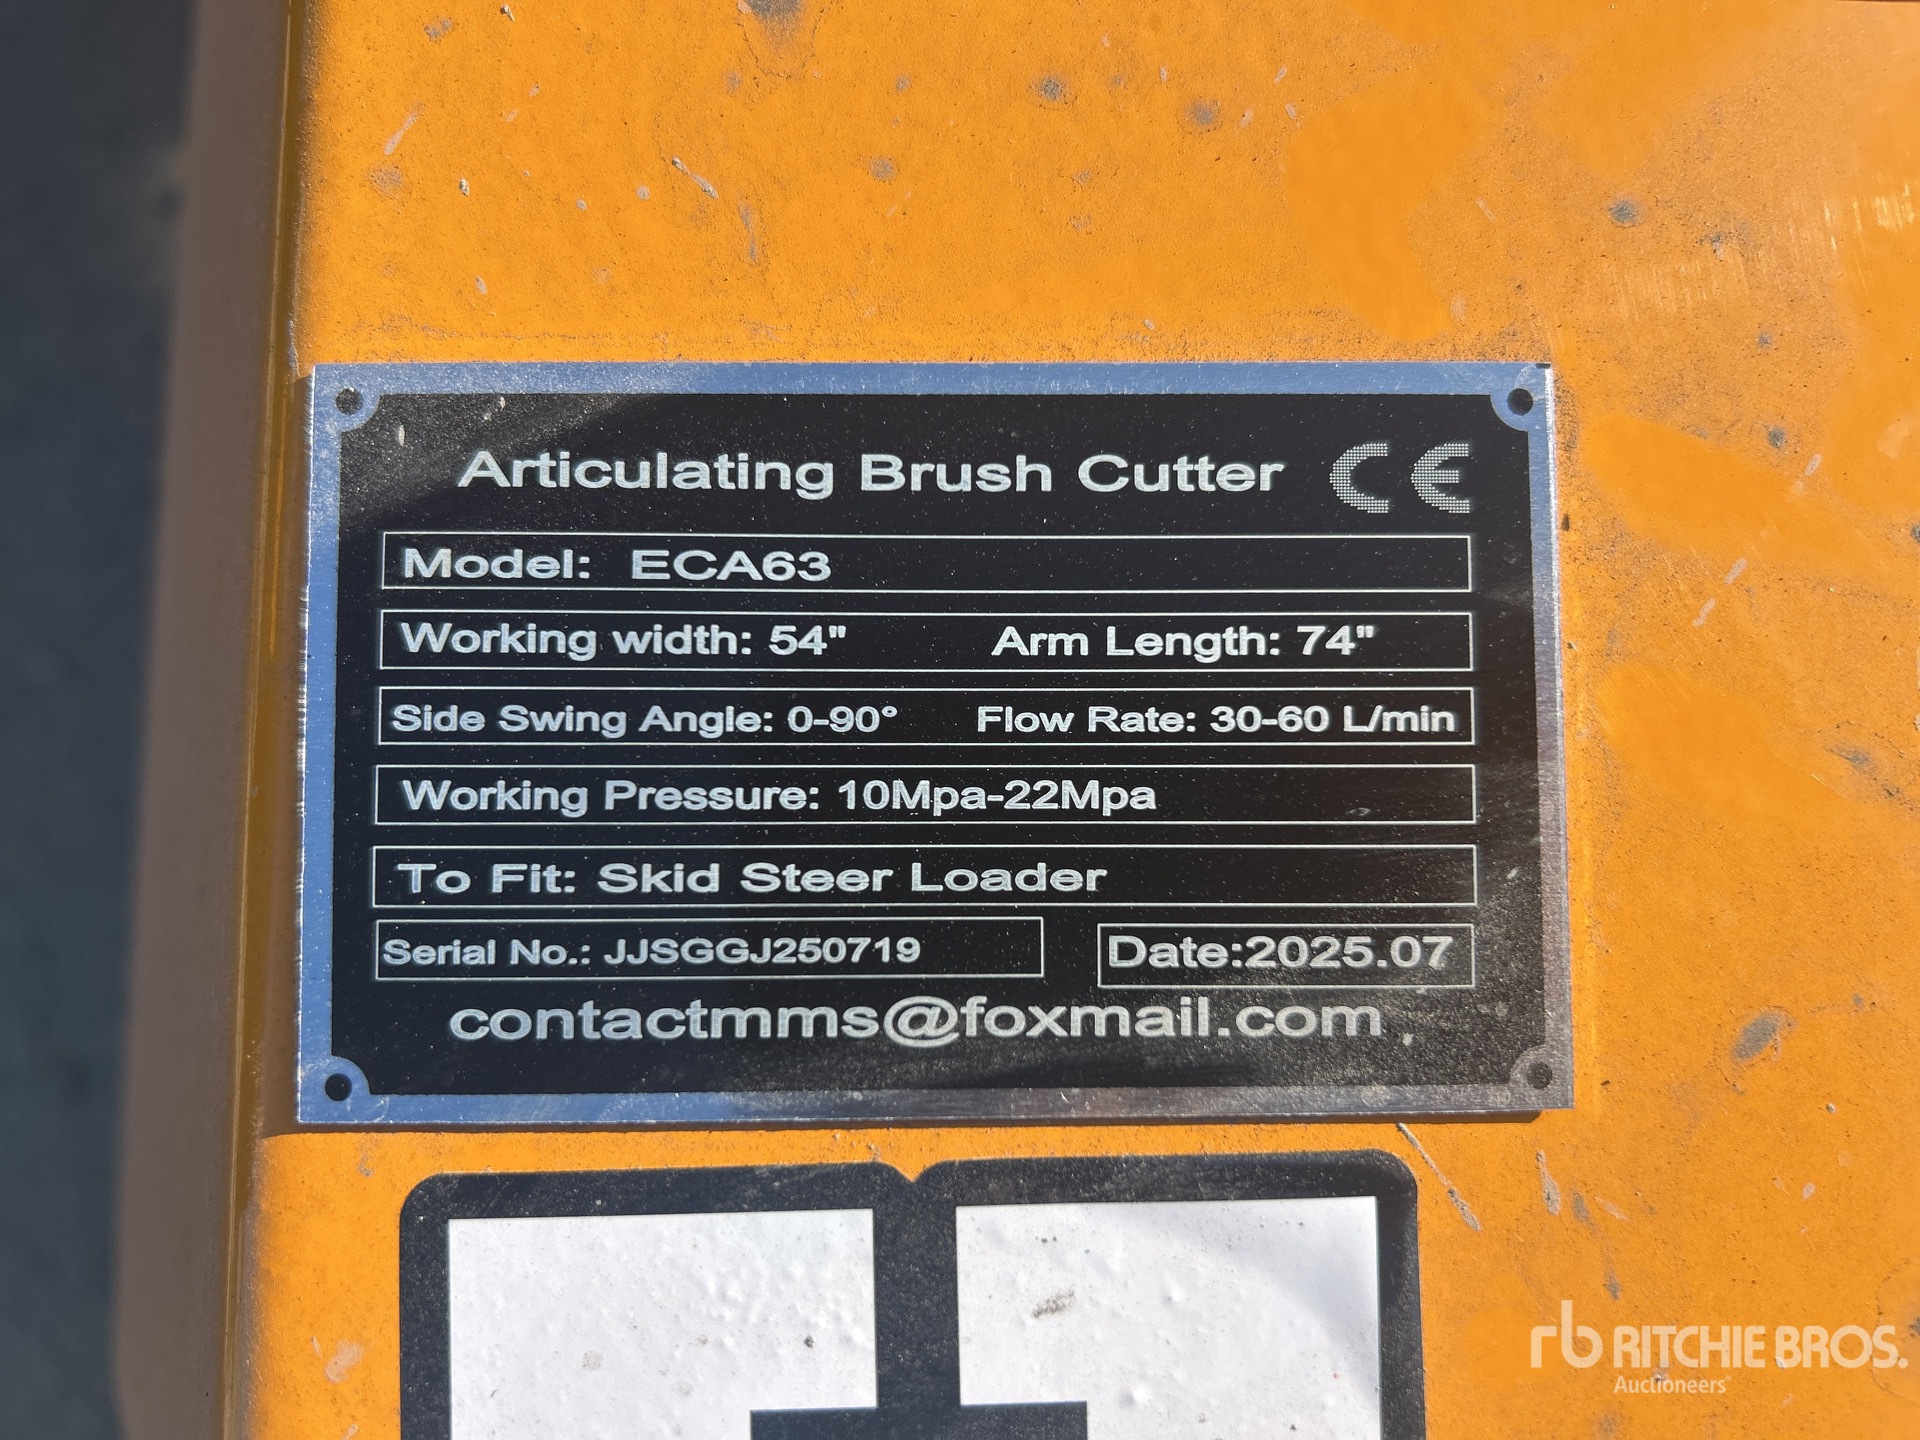 Articulating Brush Cutter CE
Model: ECA63
Working width: 54" Arm Length: 74"
Side Swing Angle: 0-90° Flow Rate: 30-60 L/min
Working Pressure: 10Mpa-22Mpa
To Fit: Skid Steer Loader
Serial No.: JJSGGJ250719 Date:2025.07
contactmms@foxmail.com
rb RITCHIE BROS.
Auctioneers